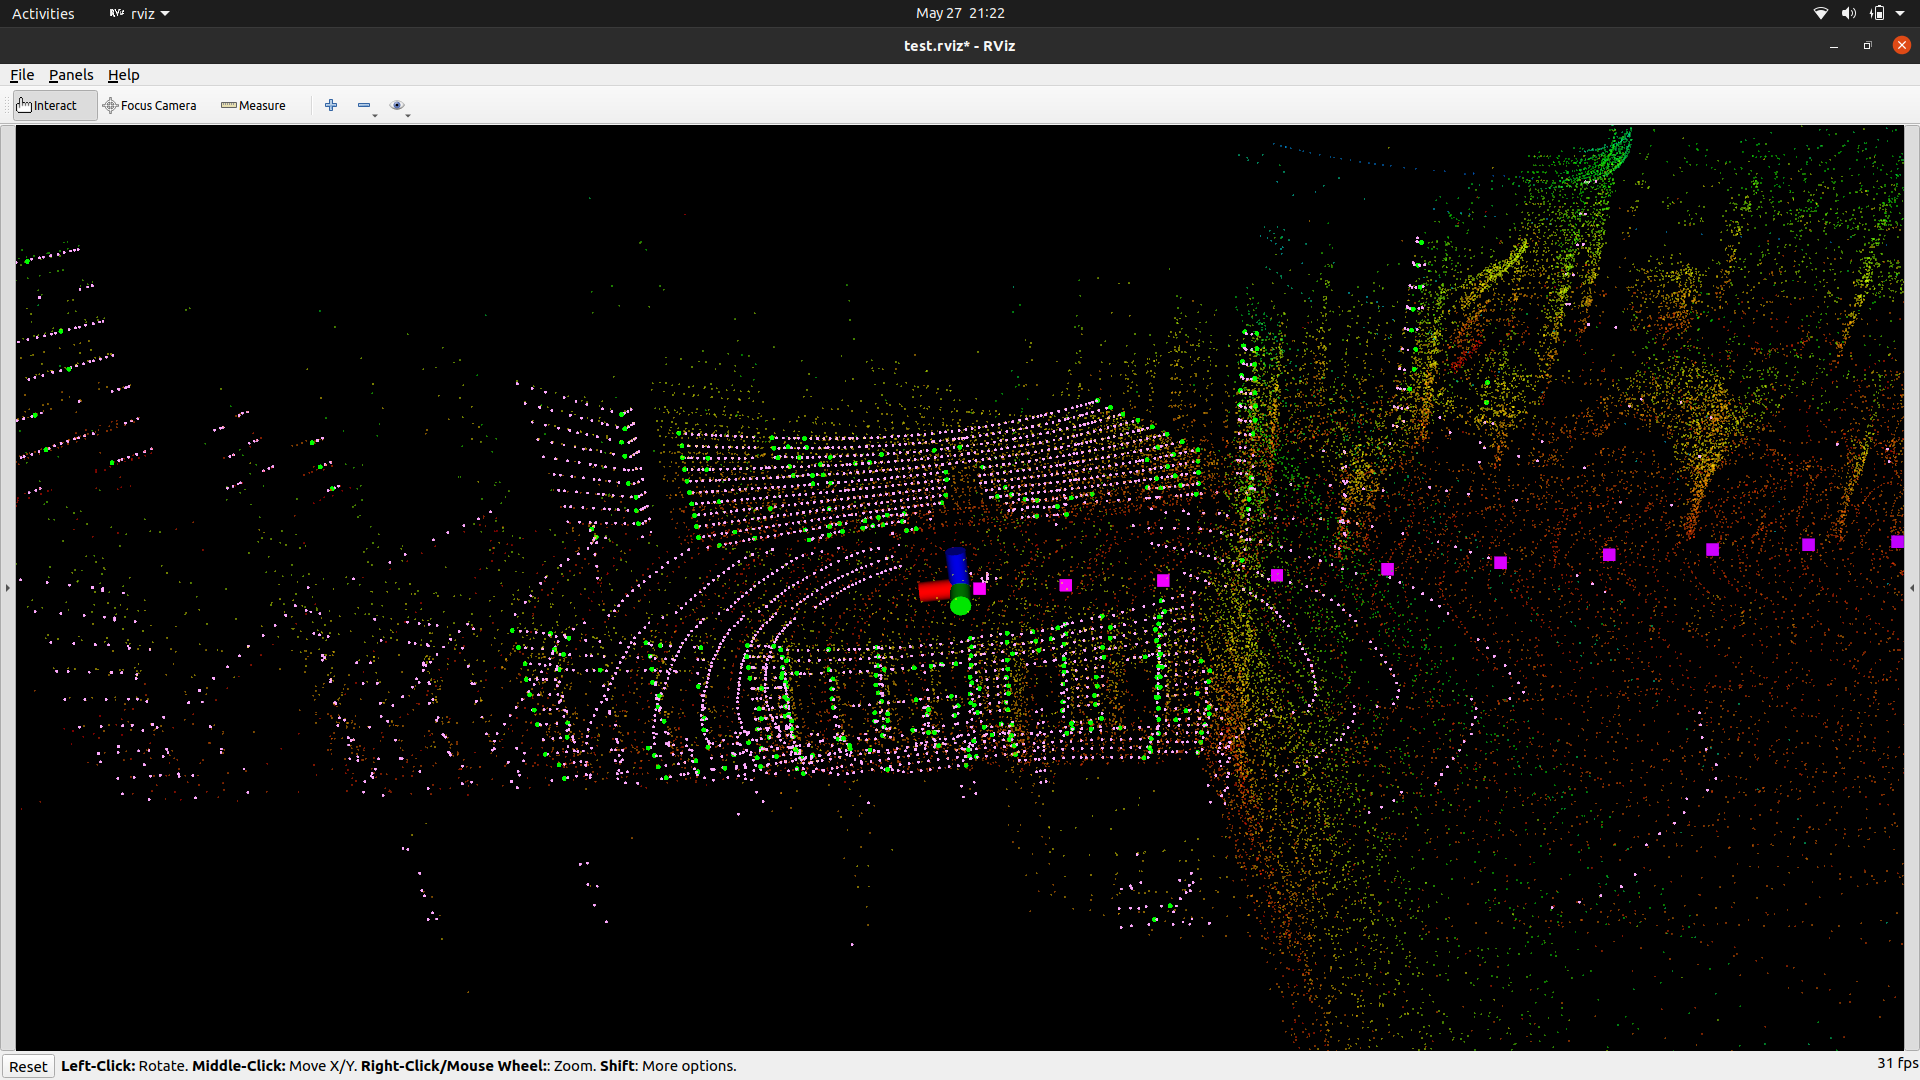 Activities
RViz
rviz
May 27 21:22
test.rviz* - RViz
File
Panels
Help
Interact
Focus Camera
Measure
Reset
Left-Click: Rotate. Middle-Click: Move X/Y. Right-Click/Mouse Wheel:: Zoom. Shift: More options.
31 fps